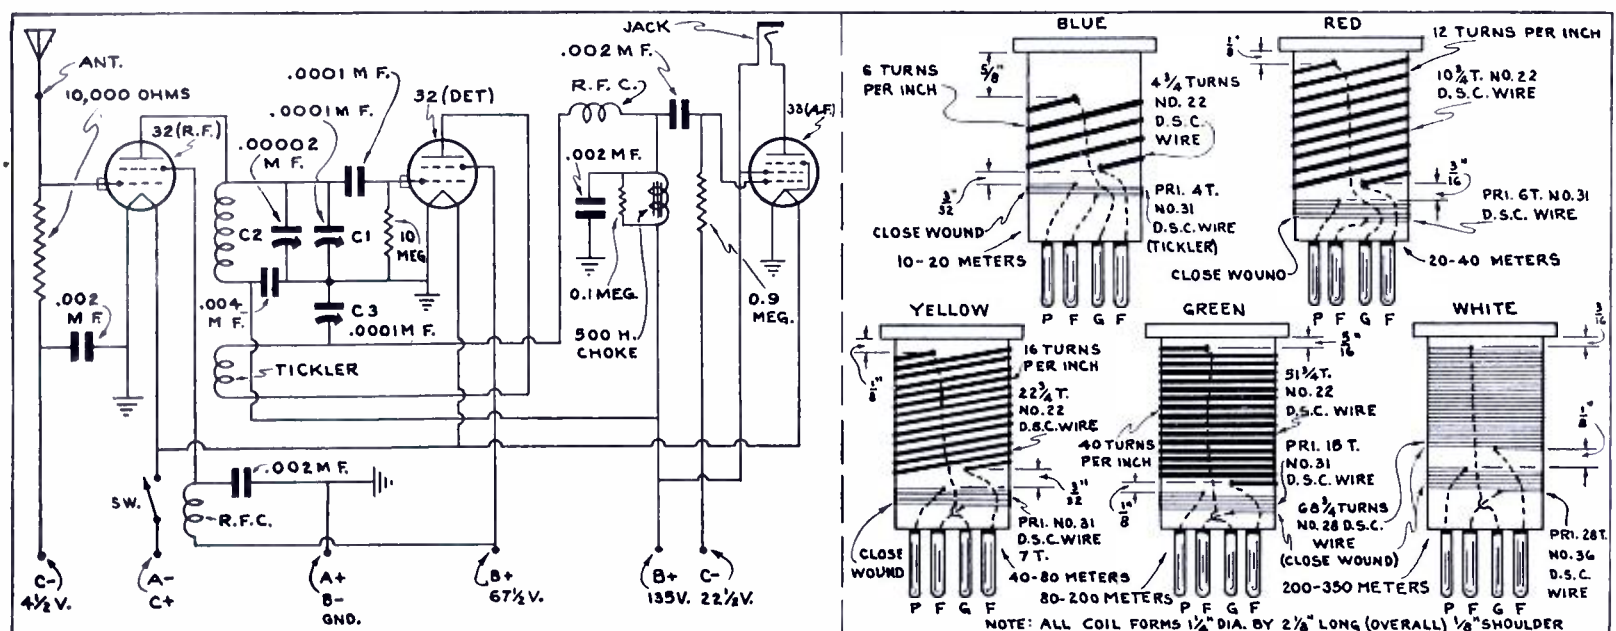 ANT.
10,000 OHMS
32 (R.F.)
.002
M F.
.00002
M F.
C2
.0001 M F.
.0001 M F.
C1
10
MEG.
.004
M F.
C3
.0001 M F.
TICKLER
32 (DET)
R.F.C.
.002 M F.
JACK
33 (A.F.)
.002 M F.
0.1 MEG.
500 H.
CHOKE
0.9
MEG.
SW.
.002 M F.
R.F.C.
C-
4½ V.
A-
C+
A+
B-
GND.
B+
67½ V.
B+
135V.
C-
22½ V.
BLUE
5/8"
6 TURNS
PER INCH
4¾ TURNS
NO. 22
D.S.C.
WIRE
3/32"
PRI. 4 T.
NO.31
D.S.C. WIRE
(TICKLER)
CLOSE WOUND
10-20 METERS
P F G F
RED
1/8"
12 TURNS PER INCH
10¾ T. NO. 22
D.S.C. WIRE
3/16"
PRI. 6T. NO.31
D.S.C. WIRE
CLOSE WOUND
20-40 METERS
P F G F
YELLOW
1/8"
16 TURNS
PER INCH
22¾ T.
NO.22
D.S.C. WIRE
3/32"
PRI. NO. 31
D.S.C. WIRE
7 T.
CLOSE
WOUND
40-80 METERS
P F G F
GREEN
5/16"
51¾ T.
NO. 22
D.S.C. WIRE
40 TURNS
PER INCH
1/8"
PRI. 18 T.
NO.31
D.S.C. WIRE
80-200 METERS
P F G F
WHITE
68¾ TURNS
NO. 28 D.S.C.
WIRE
(CLOSE WOUND)
PRI. 28T.
NO. 36
D.S.C.
WIRE
200-350 METERS
P F G F
NOTE: ALL COIL FORMS 1¼" DIA. BY 2⅛" LONG (OVERALL) 1/8" SHOULDER